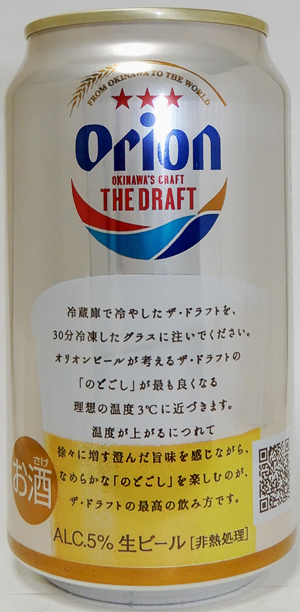 FROM OKINAWA TO THE WORLD
Orion
OKINAWA'S CRAFT
THE DRAFT
冷蔵庫で冷やしたザ・ドラフトを、
30分冷凍したグラスに注いでください。
オリオンビールが考えるザ・ドラフトの
「のどごし」が最も良くなる
理想の温度3℃に近づきます。
温度が上がるにつれて
徐々に増す澄んだ旨味を感じながら、
なめらかな「のどごし」を楽しむのが、
ザ・ドラフトの最高の飲み方です。
さけ
お酒
ALC.5% 生ビール [非熱処理]